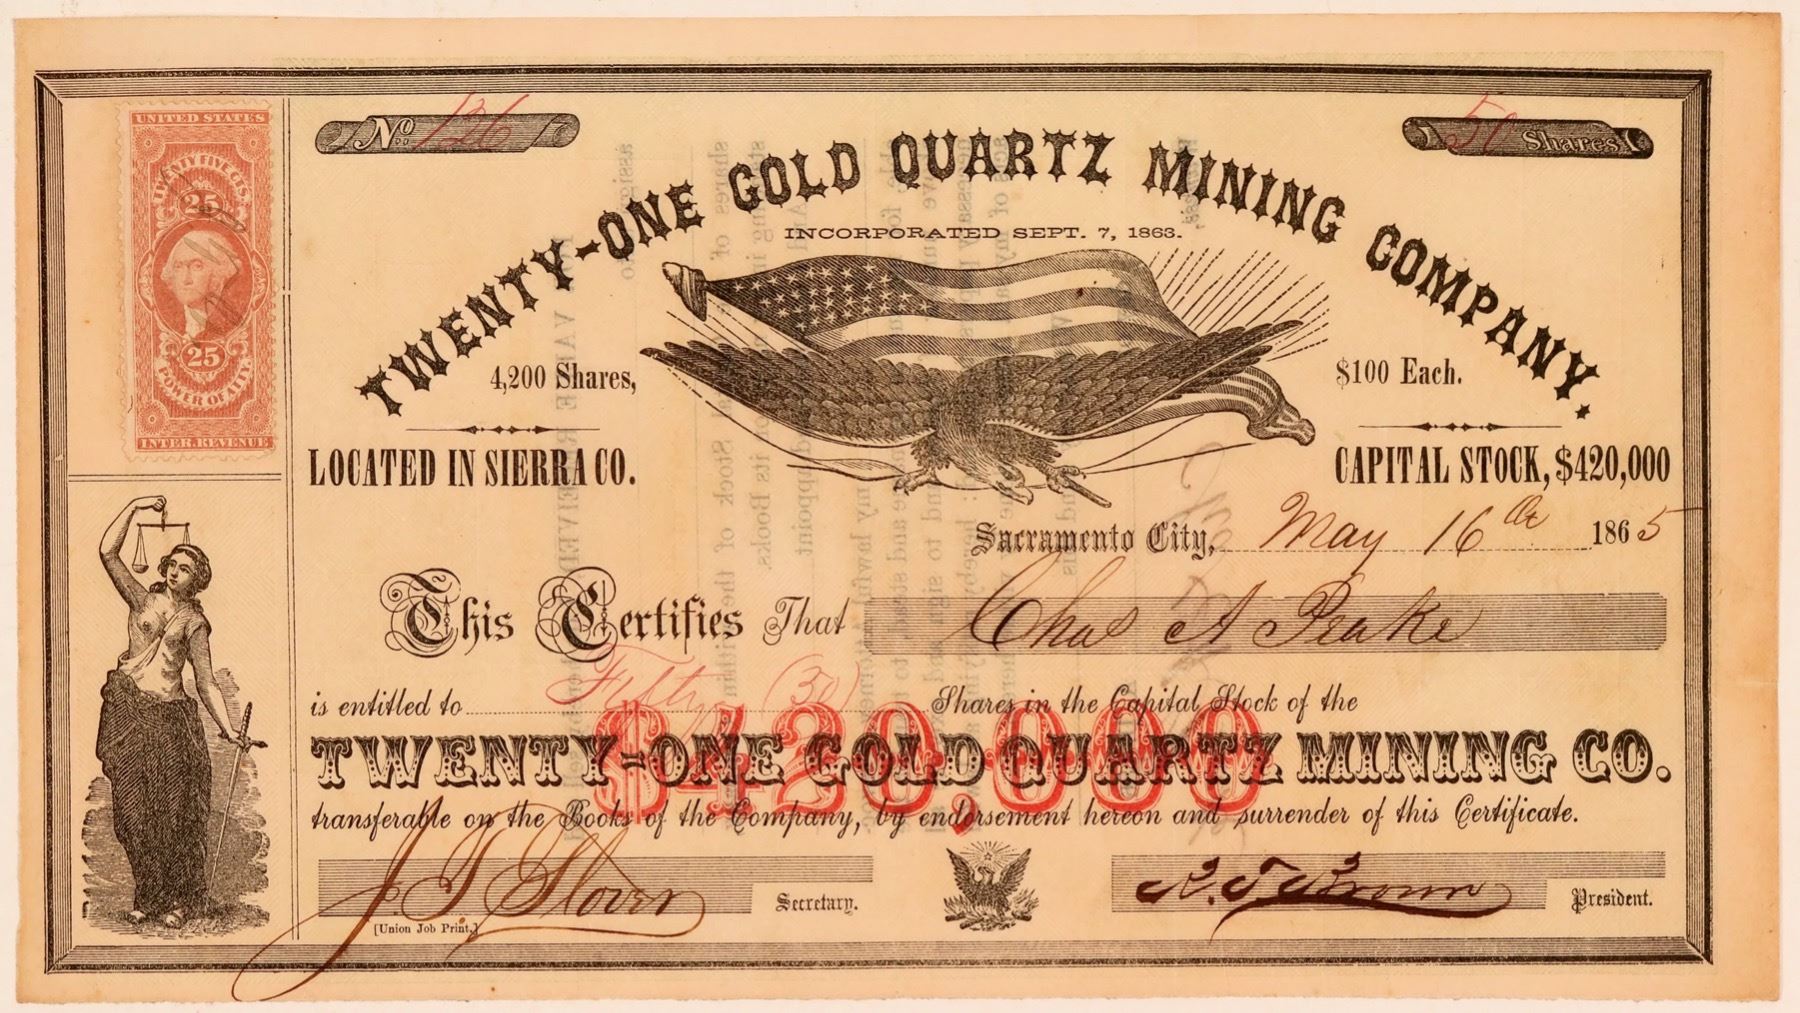 UNITED STATES
TWENTY FIVE CTS.
25
25
POWER OF ATT'Y.
INTER. REVENUE
No. 126
50 Shares
TWENTY-ONE GOLD QUARTZ MINING COMPANY.
INCORPORATED SEPT. 7, 1863.
4,200 Shares,
$100 Each.
LOCATED IN SIERRA CO.
CAPITAL STOCK, $420,000
Sacramento City, May 16th 1865
This Certifies That Chas A Peake
is entitled to Fifty (50) Shares in the Capital Stock of the
$420,000
TWENTY-ONE GOLD QUARTZ MINING CO.
transferable on the Books of the Company, by endorsement hereon and surrender of this Certificate.
Secretary.
President.
[Union Job Print.]